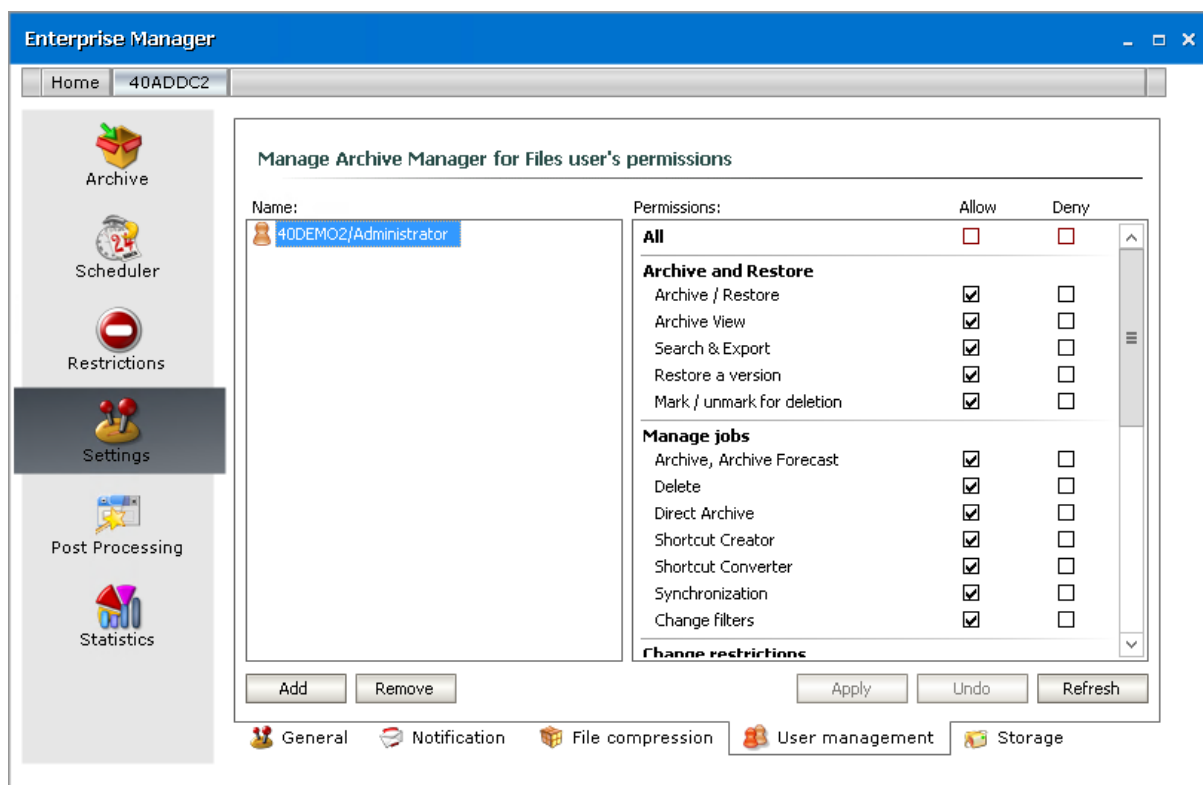 Enterprise Manager
Home 40ADDC2
Archive
24
Scheduler
Restrictions
Settings
Post Processing
Statistics
Manage Archive Manager for Files user's permissions
Name:
40DEMO2/Administrator
Permissions: Allow Deny
All
Archive and Restore
Archive / Restore
Archive View
Search & Export
Restore a version
Mark / unmark for deletion
Manage jobs
Archive, Archive Forecast
Delete
Direct Archive
Shortcut Creator
Shortcut Converter
Synchronization
Change filters
Change restrictions
Add Remove Apply Undo Refresh
General Notification File compression User management Storage